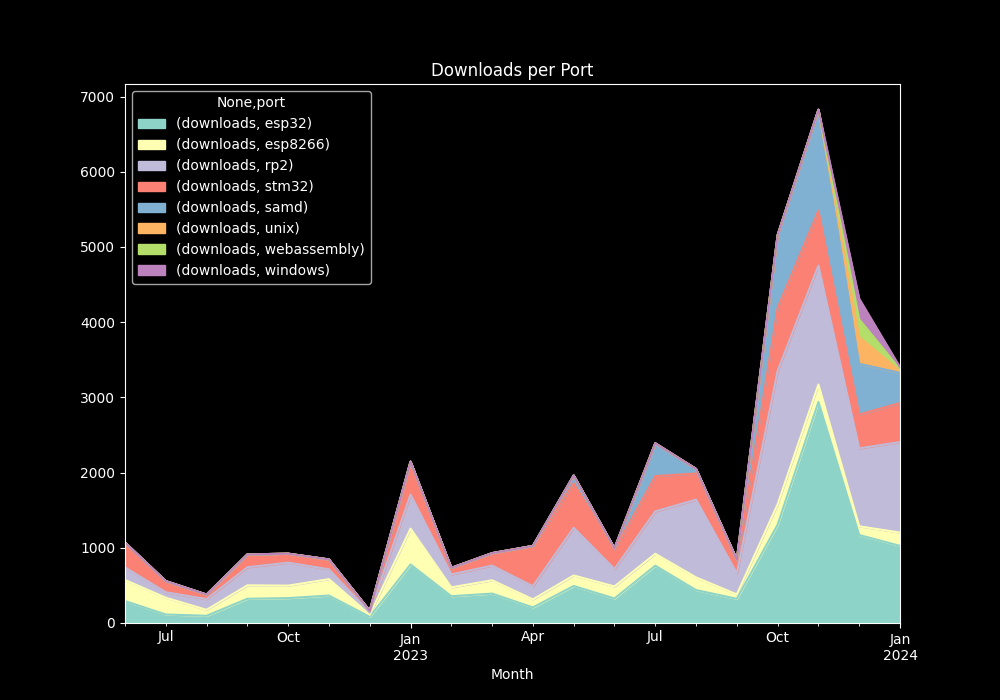 Downloads per Port
7000
6000
5000
4000
3000
2000
1000
0
None,port
(downloads, esp32)
(downloads, esp8266)
(downloads, rp2)
(downloads, stm32)
(downloads, samd)
(downloads, unix)
(downloads, webassembly)
(downloads, windows)
Jul Oct Jan Apr Jul Oct Jan
2023 2024
Month